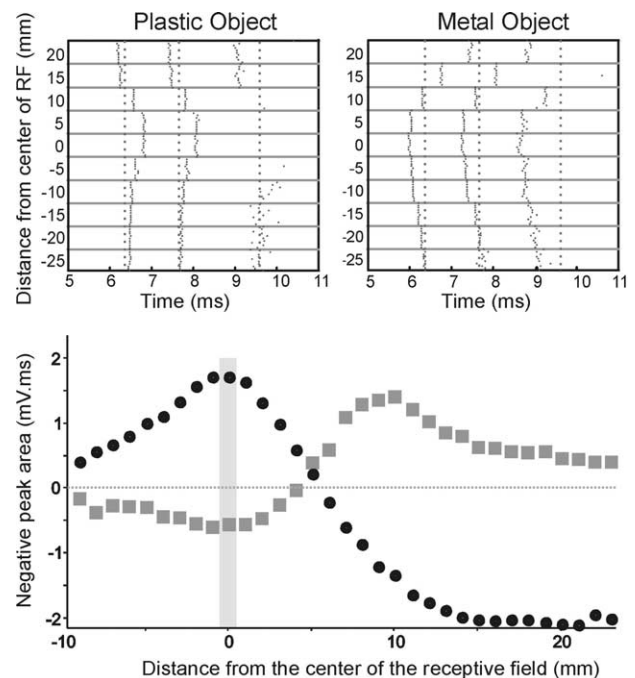 Plastic Object
Metal Object
Distance from center of RF (mm)
20
15
10
5
0
-5
-10
-15
-20
-25
5 6 7 8 9 10 11
Time (ms)
20
15
10
5
0
-5
-10
-15
-20
-25
5 6 7 8 9 10 11
Time (ms)
Negative peak area (mV.ms)
2
1
0
-1
-2
-10 0 10 20
Distance from the center of the receptive field (mm)